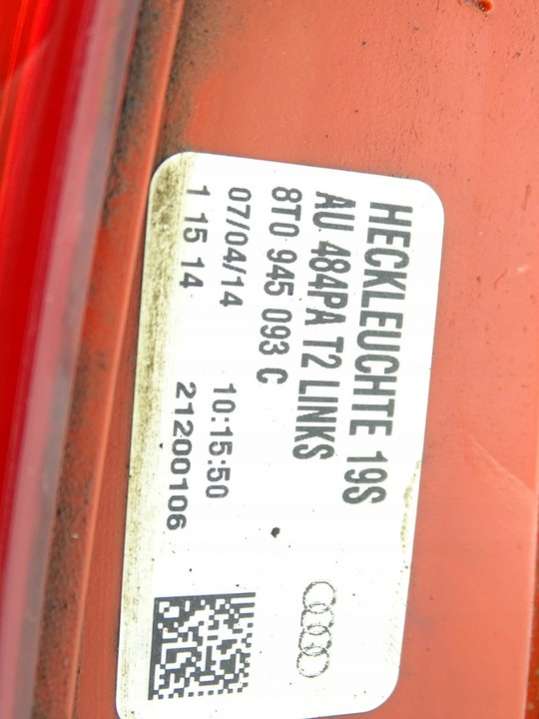 HECKLEUCHTE 19S
AU 484PA T2 LINKS
8T0 945 093 C
07/04/14 10:15:50
1 15 14 21200106